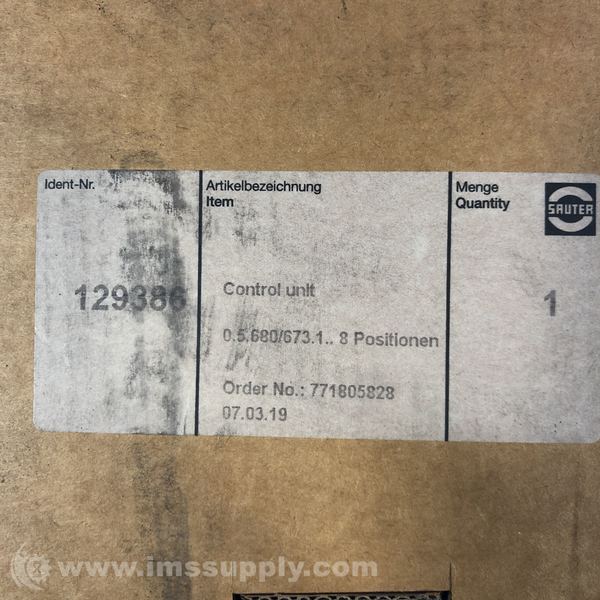 Ident-Nr.
Artikelbezeichnung
Item
Menge
Quantity
SAUTER
129386
Control unit
1
0.5.680/673.1.. 8 Positionen
Order No.: 771805828
07.03.19
www.imssupply.com